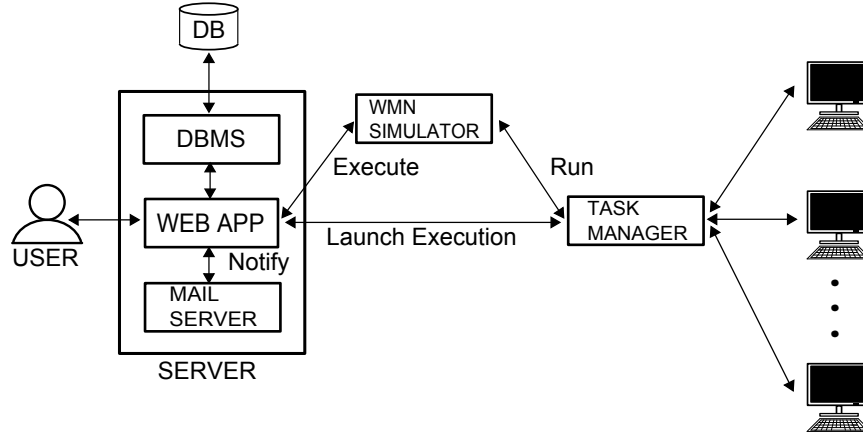 DB
WMN
SIMULATOR
DBMS
Execute
Run
WEB APP
TASK
MANAGER
Launch Execution
USER
Notify
MAIL
SERVER
SERVER